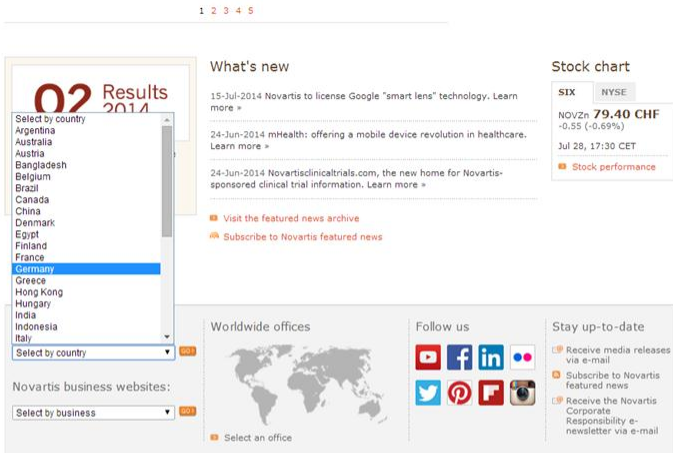 1 2 3 4 5
Q2 Results
2014
Select by country
Argentina
Australia
Austria
Bangladesh
Belgium
Brazil
Canada
China
Denmark
Egypt
Finland
France
Germany
Greece
Hong Kong
Hungary
India
Indonesia
Italy
Select by country GO!
Novartis business websites:
Select by business GO!
What's new
15-Jul-2014 Novartis to license Google "smart lens" technology. Learn
more »
24-Jun-2014 mHealth: offering a mobile device revolution in healthcare.
Learn more »
24-Jun-2014 Novartisclinicaltrials.com, the new home for Novartis-
sponsored clinical trial information. Learn more »
Visit the featured news archive
Subscribe to Novartis featured news
Stock chart
SIX NYSE
NOVZn 79.40 CHF
-0.55 (-0.69%)
Jul 28, 17:30 CET
Stock performance
Worldwide offices
Select an office
Follow us
in
Stay up-to-date
Receive media releases
via e-mail
Subscribe to Novartis
featured news
Receive the Novartis
Corporate
Responsibility e-
newsletter via e-mail